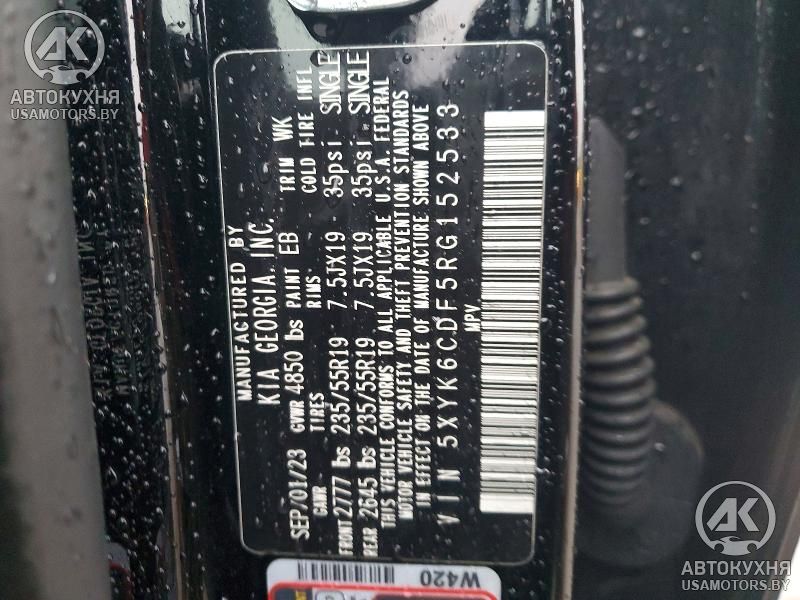 MANUFACTURED BY
KIA GEORGIA, INC.
SEP/01/23 GVWR 4850 lbs PAINT EB TRIM WK
GAWR TIRES RIMS COLD TIRE INFL
FRONT 2777 lbs 235/55R19 7.5JX19 35psi SINGLE
REAR 2645 lbs 235/55R19 7.5JX19 35psi SINGLE
THIS VEHICLE CONFORMS TO ALL APPLICABLE U.S.A. FEDERAL
MOTOR VEHICLE SAFETY AND THEFT PREVENTION STANDARDS
IN EFFECT ON THE DATE OF MANUFACTURE SHOWN ABOVE
VIN 5XYK6CDF5RG152533
MPV
W420
АК
АВТОКУХНЯ
USAMOTORS.BY
АК
АВТОКУХНЯ
USAMOTORS.BY